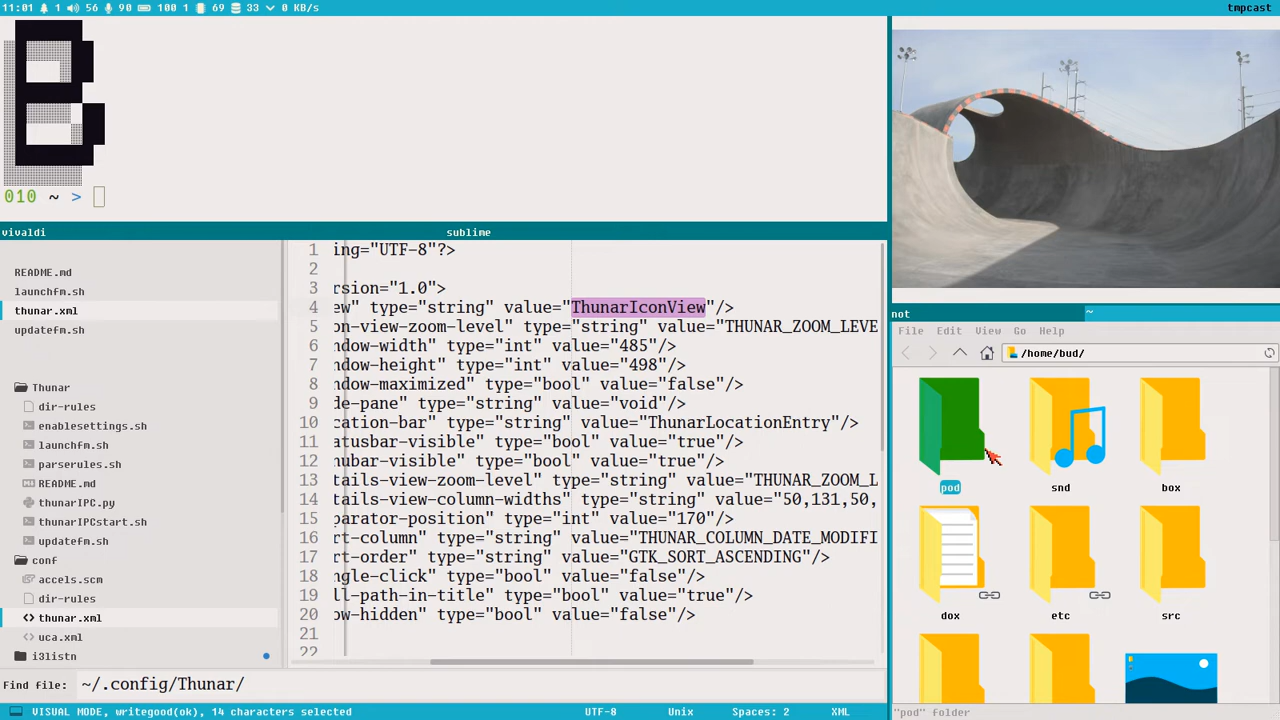 11:01 1 56 90 100 1 69 33 0 KB/s
tmpcast
B
010 ~ >
vivaldi
sublime
README.md
launchfm.sh
thunar.xml
updatefm.sh
Thunar
dir-rules
enablesettings.sh
launchfm.sh
parserules.sh
README.md
thunarIPC.py
thunarIPCstart.sh
updatefm.sh
conf
accels.scm
dir-rules
<> thunar.xml
<> uca.xml
i3listn
1 ing="UTF-8"?>
2
3 rsion="1.0">
4 ew" type="string" value="ThunarIconView"/>
5 on-view-zoom-level" type="string" value="THUNAR_ZOOM_LEVE
6 ndow-width" type="int" value="485"/>
7 ndow-height" type="int" value="498"/>
8 ndow-maximized" type="bool" value="false"/>
9 de-pane" type="string" value="void"/>
10 cation-bar" type="string" value="ThunarLocationEntry"/>
11 atusbar-visible" type="bool" value="true"/>
12 nubar-visible" type="bool" value="true"/>
13 tails-view-zoom-level" type="string" value="THUNAR_ZOOM_L
14 tails-view-column-widths" type="string" value="50,131,50,
15 parator-position" type="int" value="170"/>
16 rt-column" type="string" value="THUNAR_COLUMN_DATE_MODIFI
17 rt-order" type="string" value="GTK_SORT_ASCENDING"/>
18 ngle-click" type="bool" value="false"/>
19 ll-path-in-title" type="bool" value="true"/>
20 ow-hidden" type="bool" value="false"/>
21
22
Find file: ~/.config/Thunar/
VISUAL MODE, writegood(ok), 14 characters selected
UTF-8 Unix Spaces: 2 XML
not
~
File Edit View Go Help
/home/bud/
pod snd box
dox etc src
"pod" folder